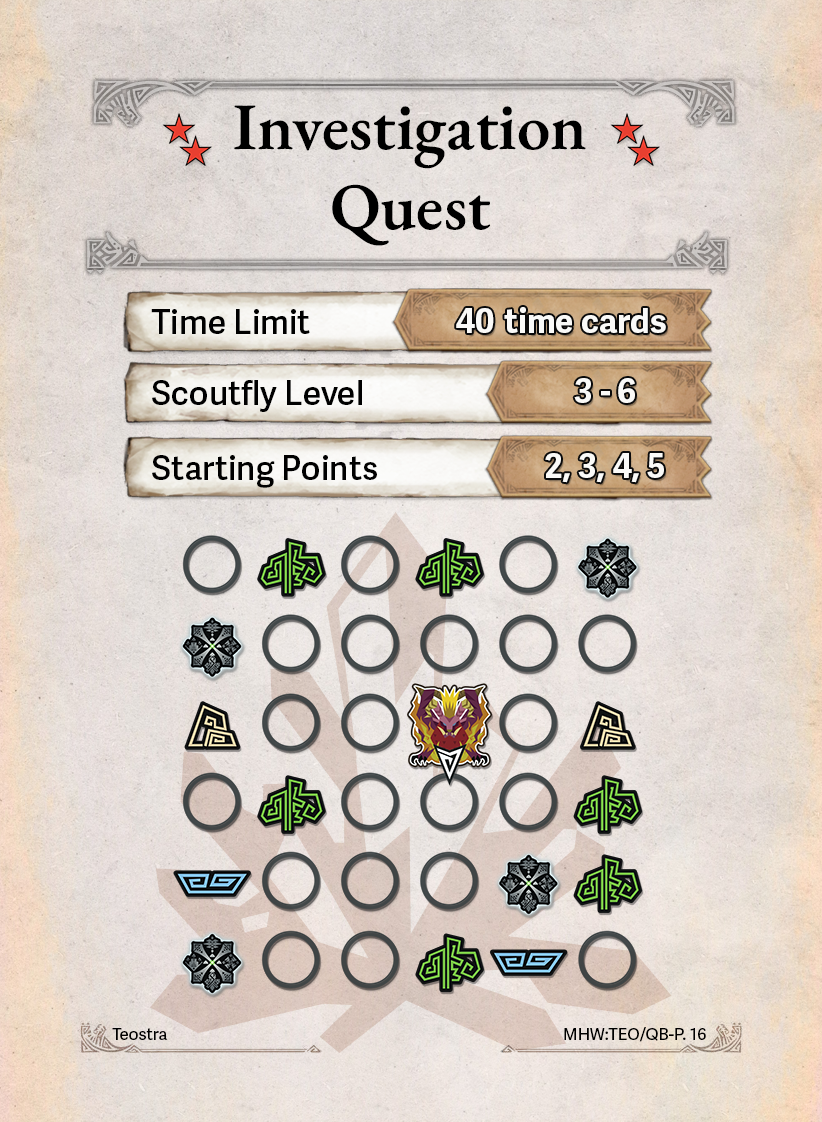 Investigation
Quest
Time Limit
40 time cards
Scoutfly Level
3 - 6
Starting Points
2, 3, 4, 5
Teostra
MHW:TEO/QB-P. 16